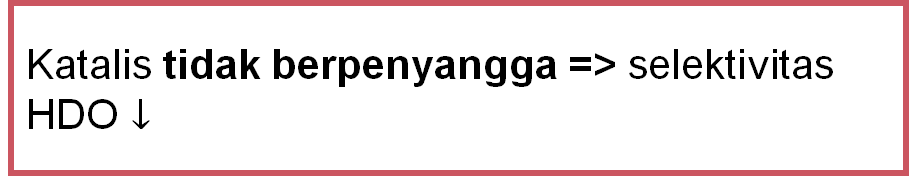 Katalis tidak berpenyangga => selektivitas
HDO ↓